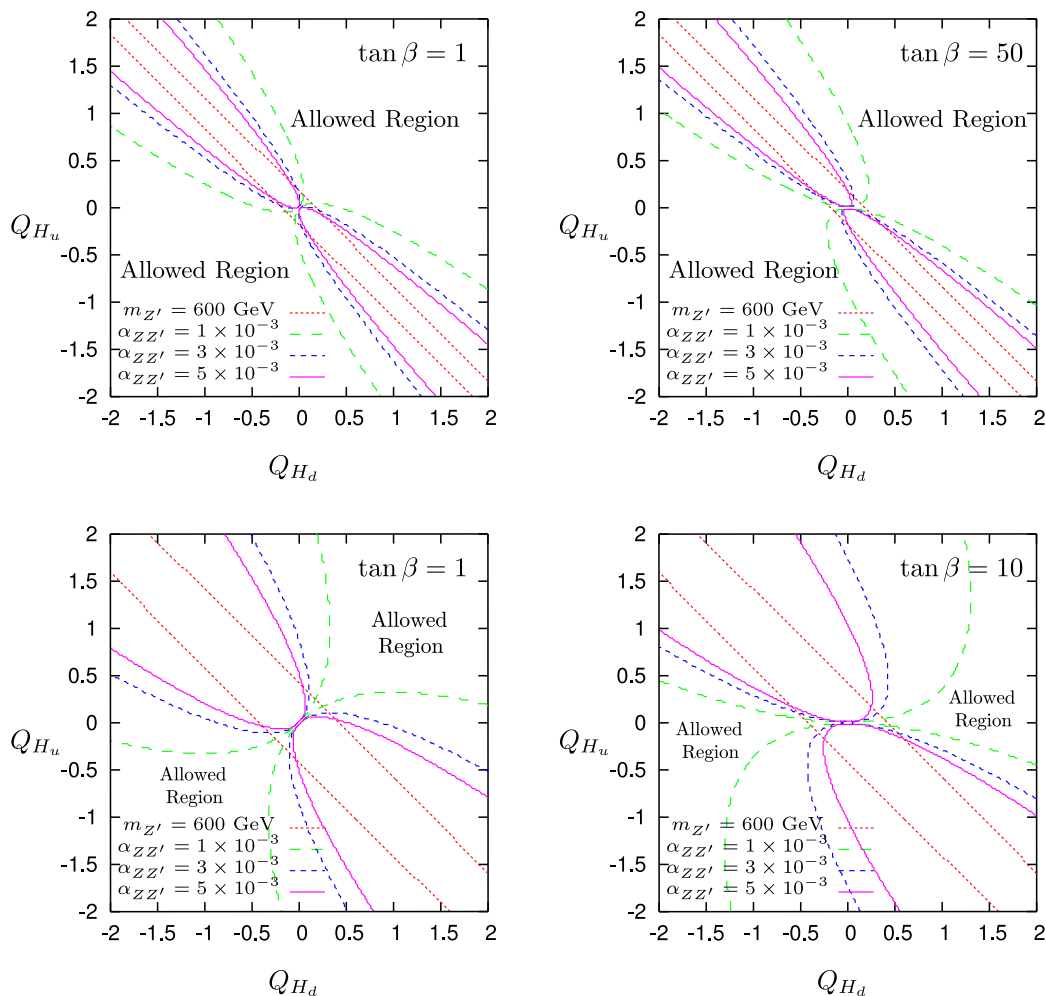 2
1.5
1
0.5
0
-0.5
-1
-1.5
-2
-2 -1.5 -1 -0.5 0 0.5 1 1.5 2
tan β = 1
Allowed Region
Allowed Region
Q_{H_u}
Q_{H_d}
m_{Z′} = 600 GeV
α_{ZZ′} = 1 × 10^{−3}
α_{ZZ′} = 3 × 10^{−3}
α_{ZZ′} = 5 × 10^{−3}
2
1.5
1
0.5
0
-0.5
-1
-1.5
-2
-2 -1.5 -1 -0.5 0 0.5 1 1.5 2
tan β = 50
Allowed Region
Allowed Region
Q_{H_u}
Q_{H_d}
m_{Z′} = 600 GeV
α_{ZZ′} = 1 × 10^{−3}
α_{ZZ′} = 3 × 10^{−3}
α_{ZZ′} = 5 × 10^{−3}
2
1.5
1
0.5
0
-0.5
-1
-1.5
-2
-2 -1.5 -1 -0.5 0 0.5 1 1.5 2
tan β = 1
Allowed
Region
Allowed
Region
Q_{H_u}
Q_{H_d}
m_{Z′} = 600 GeV
α_{ZZ′} = 1 × 10^{−3}
α_{ZZ′} = 3 × 10^{−3}
α_{ZZ′} = 5 × 10^{−3}
2
1.5
1
0.5
0
-0.5
-1
-1.5
-2
-2 -1.5 -1 -0.5 0 0.5 1 1.5 2
tan β = 10
Allowed
Region
Allowed
Region
Q_{H_u}
Q_{H_d}
m_{Z′} = 600 GeV
α_{ZZ′} = 1 × 10^{−3}
α_{ZZ′} = 3 × 10^{−3}
α_{ZZ′} = 5 × 10^{−3}